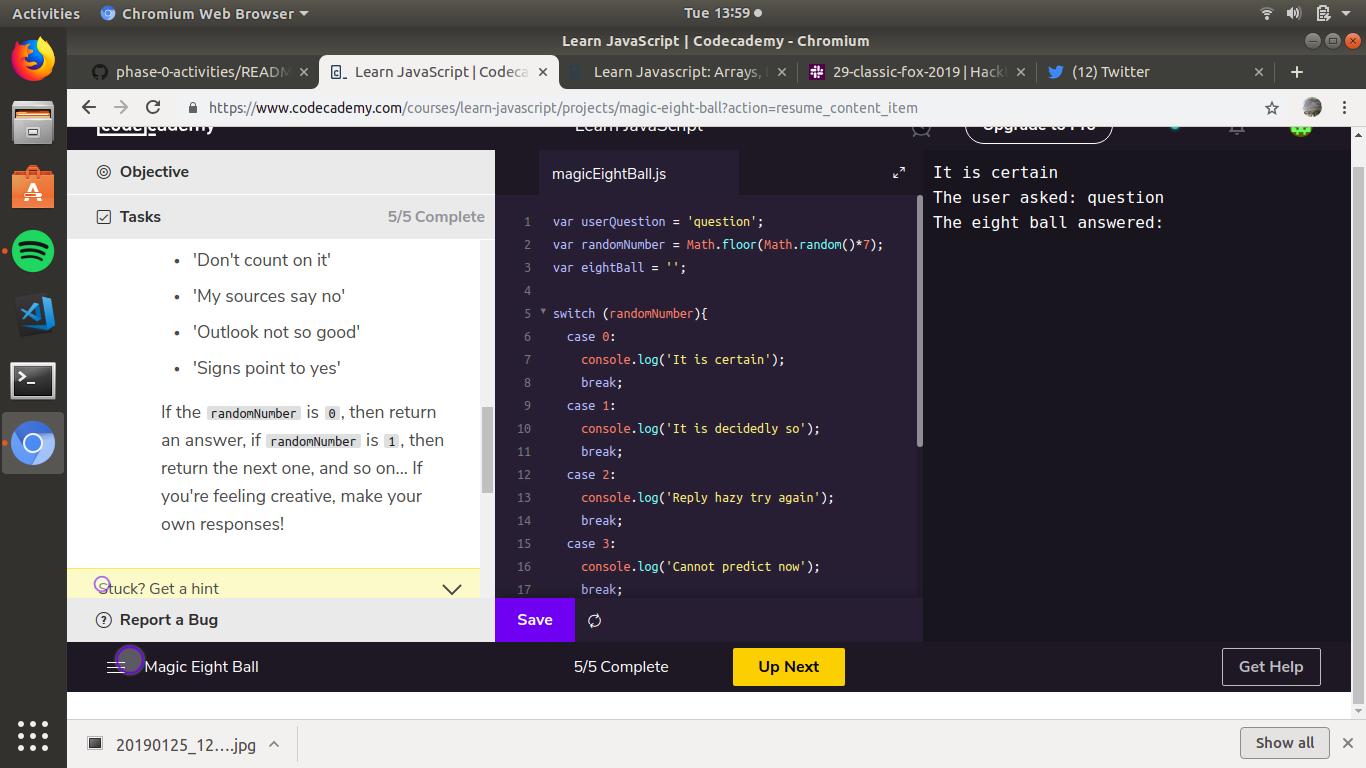 Activities
Chromium Web Browser
Tue 13:59
Learn JavaScript | Codecademy - Chromium
phase-0-activities/READM
Learn JavaScript | Codeca
Learn Javascript: Arrays,
29-classic-fox-2019 | Hack
(12) Twitter
https://www.codecademy.com/courses/learn-javascript/projects/magic-eight-ball?action=resume_content_item
codecademy
Learn JavaScript
Upgrade to Pro
Objective
Tasks
5/5 Complete
'Don't count on it'
'My sources say no'
'Outlook not so good'
'Signs point to yes'
If the randomNumber is 0, then return
an answer, if randomNumber is 1, then
return the next one, and so on... If
you're feeling creative, make your
own responses!
Stuck? Get a hint
Report a Bug
magicEightBall.js
1 var userQuestion = 'question';
2 var randomNumber = Math.floor(Math.random()*7);
3 var eightBall = '';
4
5 switch (randomNumber){
6 case 0:
7 console.log('It is certain');
8 break;
9 case 1:
10 console.log('It is decidedly so');
11 break;
12 case 2:
13 console.log('Reply hazy try again');
14 break;
15 case 3:
16 console.log('Cannot predict now');
17 break;
Save
It is certain
The user asked: question
The eight ball answered:
Magic Eight Ball
5/5 Complete
Up Next
Get Help
20190125_12....jpg
Show all